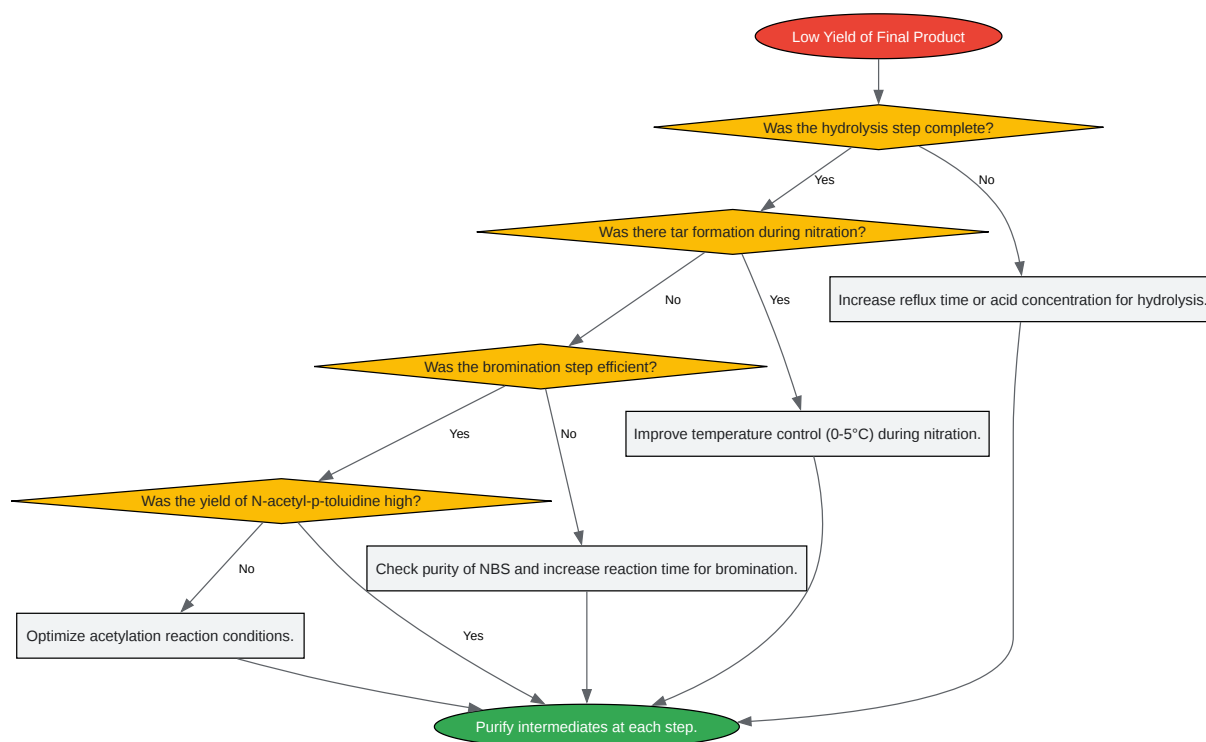 Low Yield of Final Product
Was the hydrolysis step complete?
Yes
No
Was there tar formation during nitration?
Increase reflux time or acid concentration for hydrolysis.
No
Yes
Was the bromination step efficient?
Improve temperature control (0-5°C) during nitration.
Yes
No
Was the yield of N-acetyl-p-toluidine high?
Check purity of NBS and increase reaction time for bromination.
No
Optimize acetylation reaction conditions.
Yes
Purify intermediates at each step.